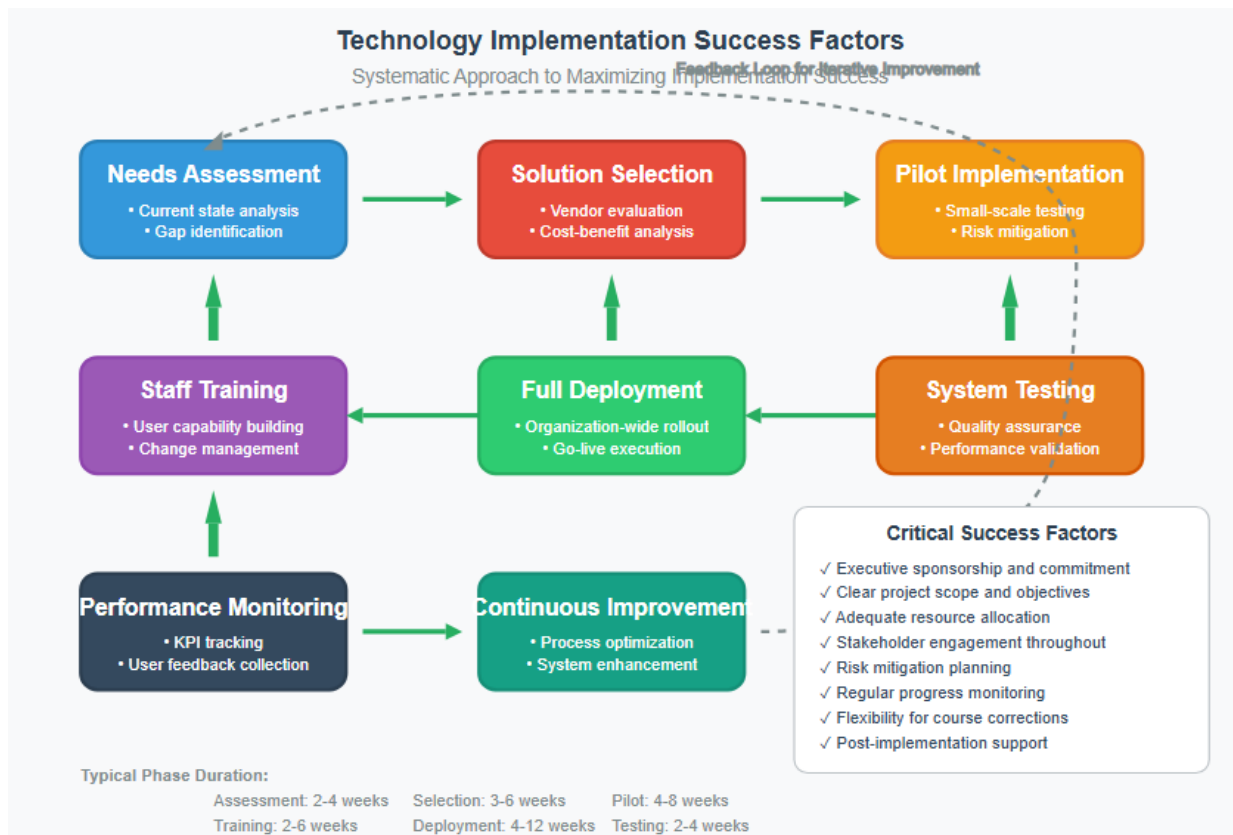 Technology Implementation Success Factors
Feedback Loop for Iterative Improvement
Systematic Approach to Maximizing Implementation Success
Needs Assessment
• Current state analysis
• Gap identification
Solution Selection
• Vendor evaluation
• Cost-benefit analysis
Pilot Implementation
• Small-scale testing
• Risk mitigation
Staff Training
• User capability building
• Change management
Full Deployment
• Organization-wide rollout
• Go-live execution
System Testing
• Quality assurance
• Performance validation
Performance Monitoring
• KPI tracking
• User feedback collection
Continuous Improvement
• Process optimization
• System enhancement
Critical Success Factors
✓ Executive sponsorship and commitment
✓ Clear project scope and objectives
✓ Adequate resource allocation
✓ Stakeholder engagement throughout
✓ Risk mitigation planning
✓ Regular progress monitoring
✓ Flexibility for course corrections
✓ Post-implementation support
Typical Phase Duration:
Assessment: 2-4 weeks Selection: 3-6 weeks Pilot: 4-8 weeks
Training: 2-6 weeks Deployment: 4-12 weeks Testing: 2-4 weeks